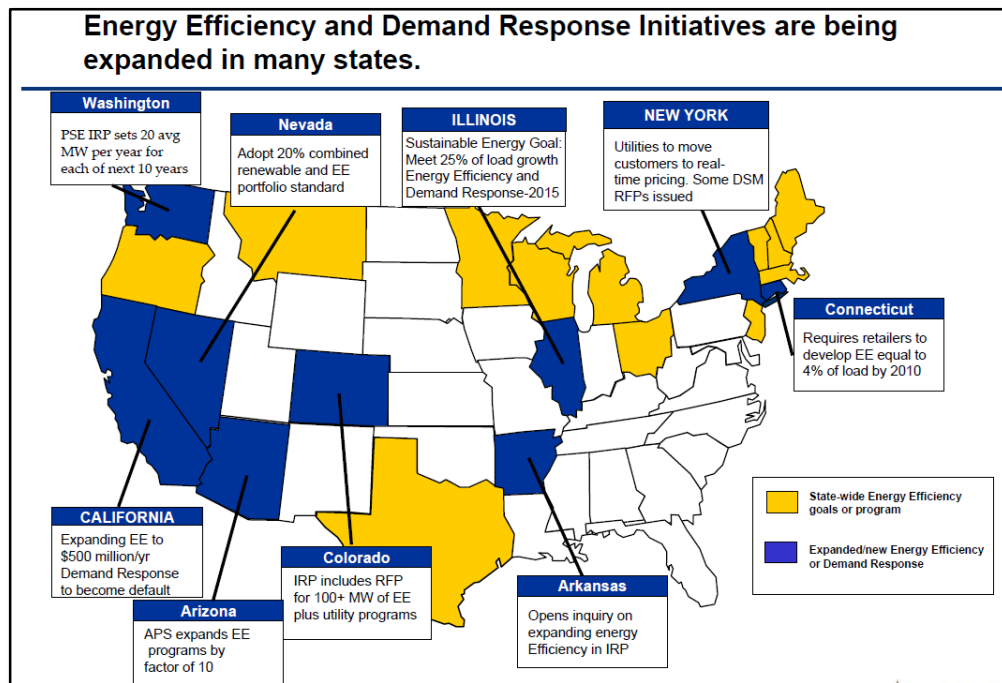 Energy Efficiency and Demand Response Initiatives are being
expanded in many states.
Washington
PSE IRP sets 20 avg
MW per year for
each of next 10 years
Nevada
Adopt 20% combined
renewable and EE
portfolio standard
ILLINOIS
Sustainable Energy Goal:
Meet 25% of load growth
Energy Efficiency and
Demand Response-2015
NEW YORK
Utilities to move
customers to real-
time pricing. Some DSM
RFPs issued
Connecticut
Requires retailers to
develop EE equal to
4% of load by 2010
CALIFORNIA
Expanding EE to
$500 million/yr
Demand Response
to become default
Arizona
APS expands EE
programs by
factor of 10
Colorado
IRP includes RFP
for 100+ MW of EE
plus utility programs
Arkansas
Opens inquiry on
expanding energy
Efficiency in IRP
State-wide Energy Efficiency
goals or program
Expanded/new Energy Efficiency
or Demand Response